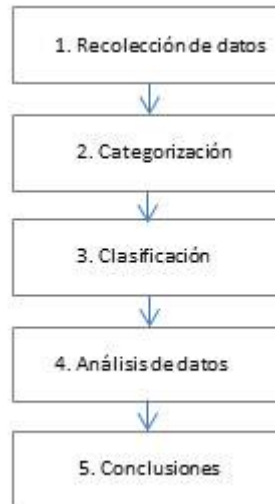 1. Recolección de datos
2. Categorización
3. Clasificación
4. Análisis de datos
5. Conclusiones